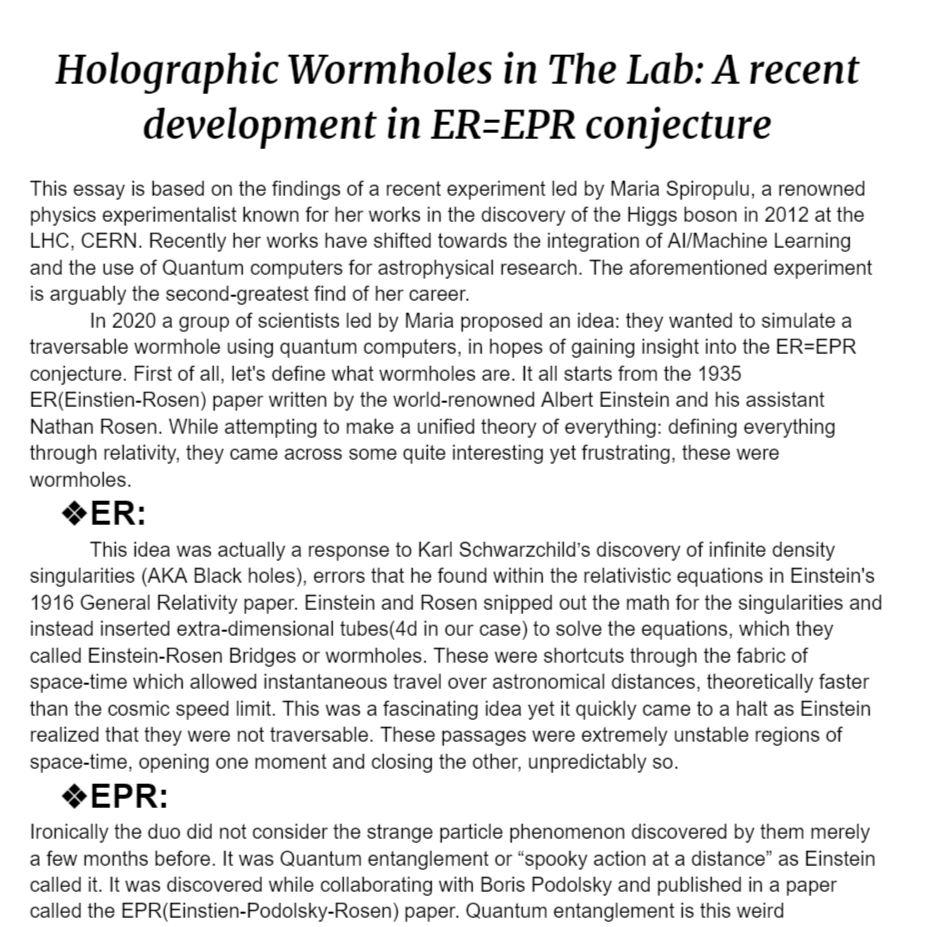 Holographic Wormholes in The Lab: A recent
development in ER=EPR conjecture
This essay is based on the findings of a recent experiment led by Maria Spiropulu, a renowned
physics experimentalist known for her works in the discovery of the Higgs boson in 2012 at the
LHC, CERN. Recently her works have shifted towards the integration of AI/Machine Learning
and the use of Quantum computers for astrophysical research. The aforementioned experiment
is arguably the second-greatest find of her career.
In 2020 a group of scientists led by Maria proposed an idea: they wanted to simulate a
traversable wormhole using quantum computers, in hopes of gaining insight into the ER=EPR
conjecture. First of all, let's define what wormholes are. It all starts from the 1935
ER(Einstien-Rosen) paper written by the world-renowned Albert Einstein and his assistant
Nathan Rosen. While attempting to make a unified theory of everything: defining everything
through relativity, they came across some quite interesting yet frustrating, these were
wormholes.
❖ER:
This idea was actually a response to Karl Schwarzchild’s discovery of infinite density
singularities (AKA Black holes), errors that he found within the relativistic equations in Einstein's
1916 General Relativity paper. Einstein and Rosen snipped out the math for the singularities and
instead inserted extra-dimensional tubes(4d in our case) to solve the equations, which they
called Einstein-Rosen Bridges or wormholes. These were shortcuts through the fabric of
space-time which allowed instantaneous travel over astronomical distances, theoretically faster
than the cosmic speed limit. This was a fascinating idea yet it quickly came to a halt as Einstein
realized that they were not traversable. These passages were extremely unstable regions of
space-time, opening one moment and closing the other, unpredictably so.
❖EPR:
Ironically the duo did not consider the strange particle phenomenon discovered by them merely
a few months before. It was Quantum entanglement or “spooky action at a distance” as Einstein
called it. It was discovered while collaborating with Boris Podolsky and published in a paper
called the EPR(Einstien-Podolsky-Rosen) paper. Quantum entanglement is this weird